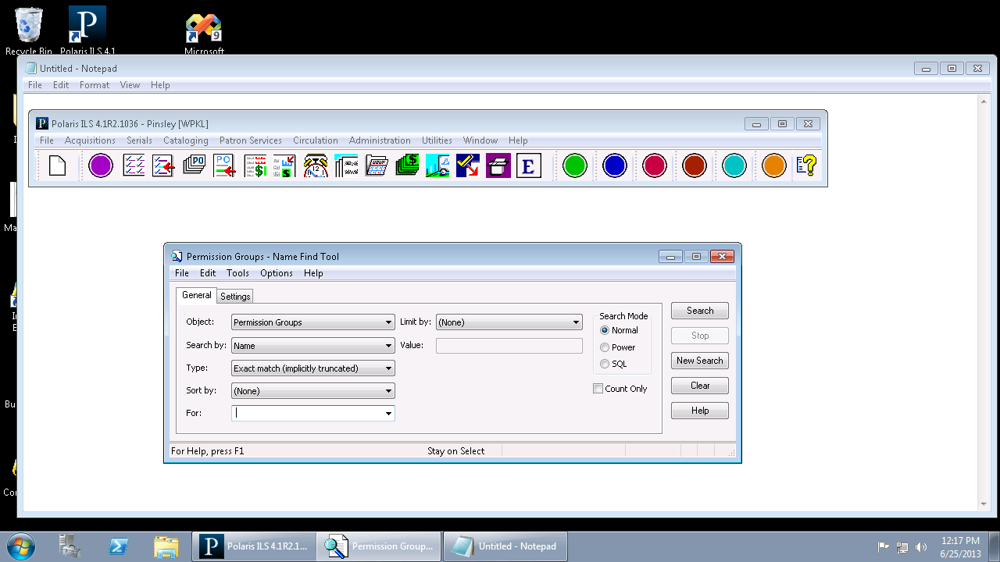 Recycle Bin Polaris ILS 4.1 Microsoft
9
Untitled - Notepad
File Edit Format View Help
Polaris ILS 4.1R2.1036 - Pinsley [WPKL]
File Acquisitions Serials Cataloging Patron Services Circulation Administration Utilities Window Help
PO
PO
12
E
Permission Groups - Name Find Tool
File Edit Tools Options Help
General Settings
Object: Permission Groups Limit by: (None) Search Mode Search
Search by: Name Value: Normal Stop
Type: Exact match (implicitly truncated) Power New Search
Sort by: (None) SQL Clear
For: Count Only Help
For Help, press F1 Stay on Select
Polaris ILS 4.1R2.1... Permission Group... Untitled - Notepad
12:17 PM
6/25/2013